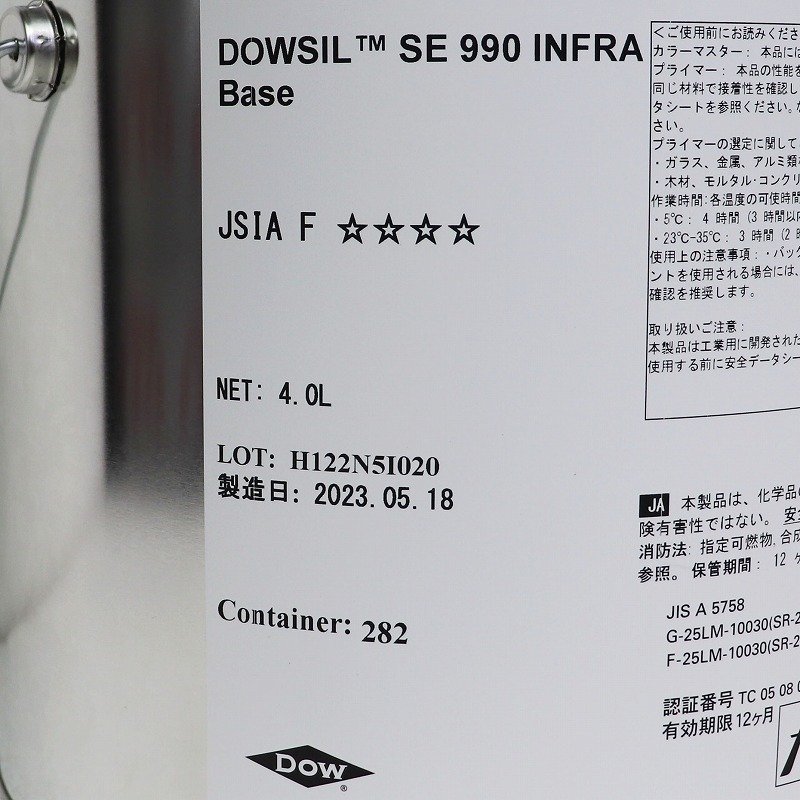 DOWSIL™ SE 990 INFRA
Base
JSIA F ☆☆☆☆
NET: 4.0L
LOT: H122N5I020
製造日: 2023.05.18
Container: 282
DOW
®
<ご使用前にお読みくださ
カラーマスター: 本品には
プライマー: 本品の性能を
同じ材料で接着性を確認し
タシートを参照ください。な
さい。
プライマーの選定に関して
・ガラス、金属、アルミ類
・木材、モルタル・コンクリ
作業時間:各温度の可使時間
・5℃: 4 時間 (3 時間以
・23℃-35℃: 3 時間 (2 時
使用上の注意事項: ・パッ
ントを使用される場合には、
確認を推奨します。
取り扱いご注意:
本製品は工業用に開発された
使用する前に安全データシー
JA 本製品は、化学品の
険有害性ではない。 安全
消防法: 指定可燃物,合成
参照。 保管期間: 12 ヶ
JIS A 5758
G-25LM-10030(SR-2
F-25LM-10030(SR-2
認証番号 TC 05 08 0
有効期限12ヶ月